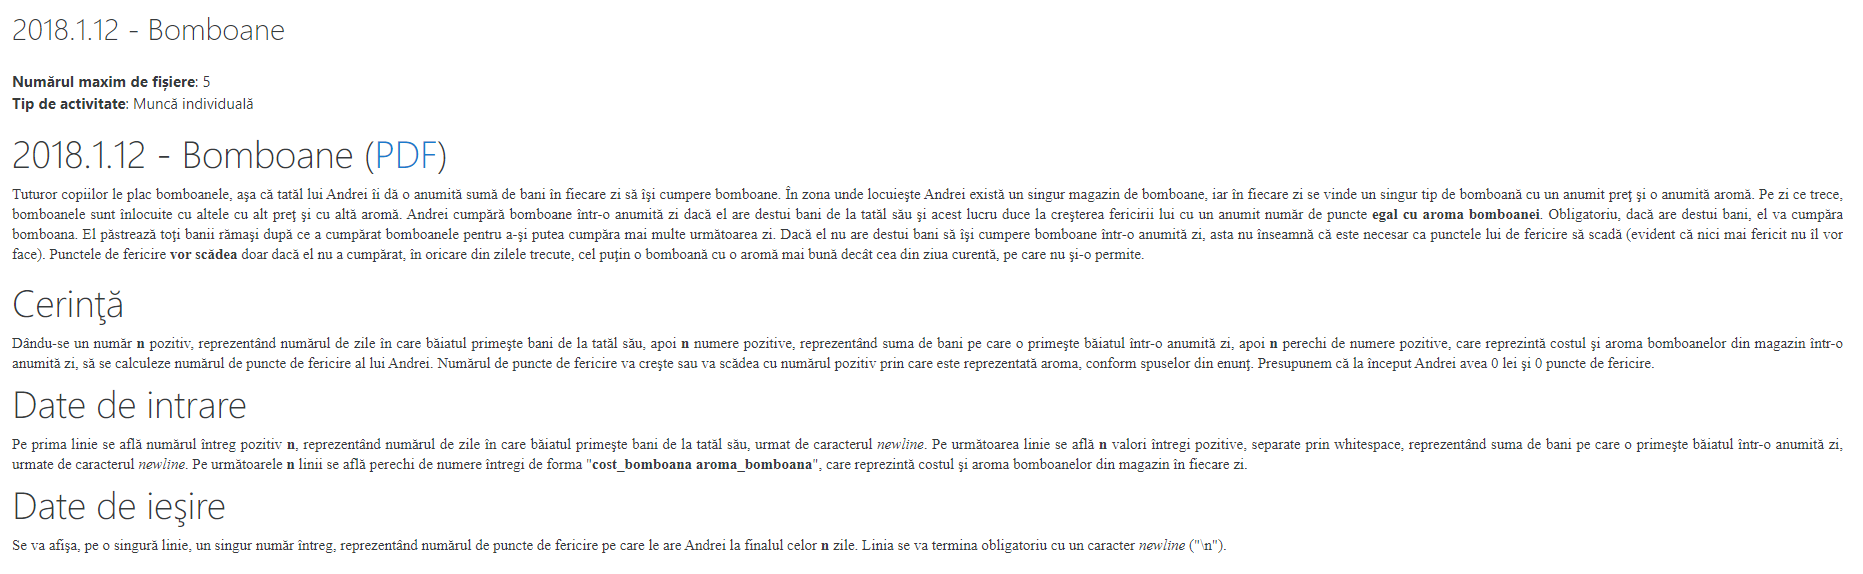 2018.1.12 - Bomboane
Numărul maxim de fișiere: 5
Tip de activitate: Muncă individuală
2018.1.12 - Bomboane (PDF)
Tuturor copiilor le plac bomboanele, aşa că tatăl lui Andrei îi dă o anumită sumă de bani în fiecare zi să îşi cumpere bomboane. În zona unde locuieşte Andrei există un singur magazin de bomboane, iar în fiecare zi se vinde un singur tip de bomboană cu un anumit preţ şi o anumită aromă. Pe zi ce trece,
bomboanele sunt înlocuite cu altele cu alt preţ şi cu altă aromă. Andrei cumpără bomboane într-o anumită zi dacă el are destui bani de la tatăl său şi acest lucru duce la creşterea fericirii lui cu un anumit număr de puncte egal cu aroma bomboanei. Obligatoriu, dacă are destui bani, el va cumpăra
bomboana. El păstrează toţi banii rămaşi după ce a cumpărat bomboanele pentru a-şi putea cumpăra mai multe următoarea zi. Dacă el nu are destui bani să îşi cumpere bomboane într-o anumită zi, asta nu înseamnă că este necesar ca punctele lui de fericire să scadă (evident că nici mai fericit nu îl vor
face). Punctele de fericire vor scădea doar dacă el nu a cumpărat, în oricare din zilele trecute, cel puţin o bomboană cu o aromă mai bună decât cea din ziua curentă, pe care nu şi-o permite.
Cerinţă
Dându-se un număr n pozitiv, reprezentând numărul de zile în care băiatul primeşte bani de la tatăl său, apoi n numere pozitive, reprezentând suma de bani pe care o primeşte băiatul într-o anumită zi, apoi n perechi de numere pozitive, care reprezintă costul şi aroma bomboanelor din magazin într-o
anumită zi, să se calculeze numărul de puncte de fericire al lui Andrei. Numărul de puncte de fericire va creşte sau va scădea cu numărul pozitiv prin care este reprezentată aroma, conform spuselor din enunţ. Presupunem că la început Andrei avea 0 lei şi 0 puncte de fericire.
Date de intrare
Pe prima linie se află numărul întreg pozitiv n, reprezentând numărul de zile în care băiatul primeşte bani de la tatăl său, urmat de caracterul newline. Pe următoarea linie se află n valori întregi pozitive, separate prin whitespace, reprezentând suma de bani pe care o primeşte băiatul într-o anumită zi,
urmate de caracterul newline. Pe următoarele n linii se află perechi de numere întregi de forma "cost_bomboana aroma_bomboana", care reprezintă costul şi aroma bomboanelor din magazin în fiecare zi.
Date de ieşire
Se va afişa, pe o singură linie, un singur număr întreg, reprezentând numărul de puncte de fericire pe care le are Andrei la finalul celor n zile. Linia se va termina obligatoriu cu un caracter newline ("\n").